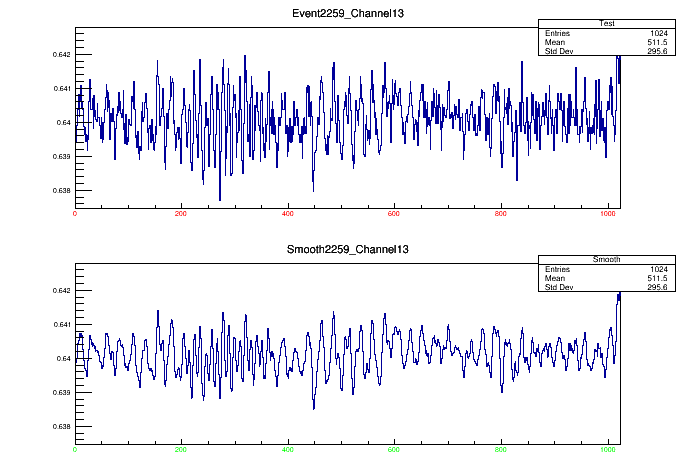 Event2259_Channel13
Test
Entries 1024
Mean 511.5
Std Dev 295.6
0.642
0.641
0.64
0.639
0.638
0 200 400 600 800 1000
Smooth2259_Channel13
Smooth
Entries 1024
Mean 511.5
Std Dev 295.6
0.642
0.641
0.64
0.639
0.638
0 200 400 600 800 1000